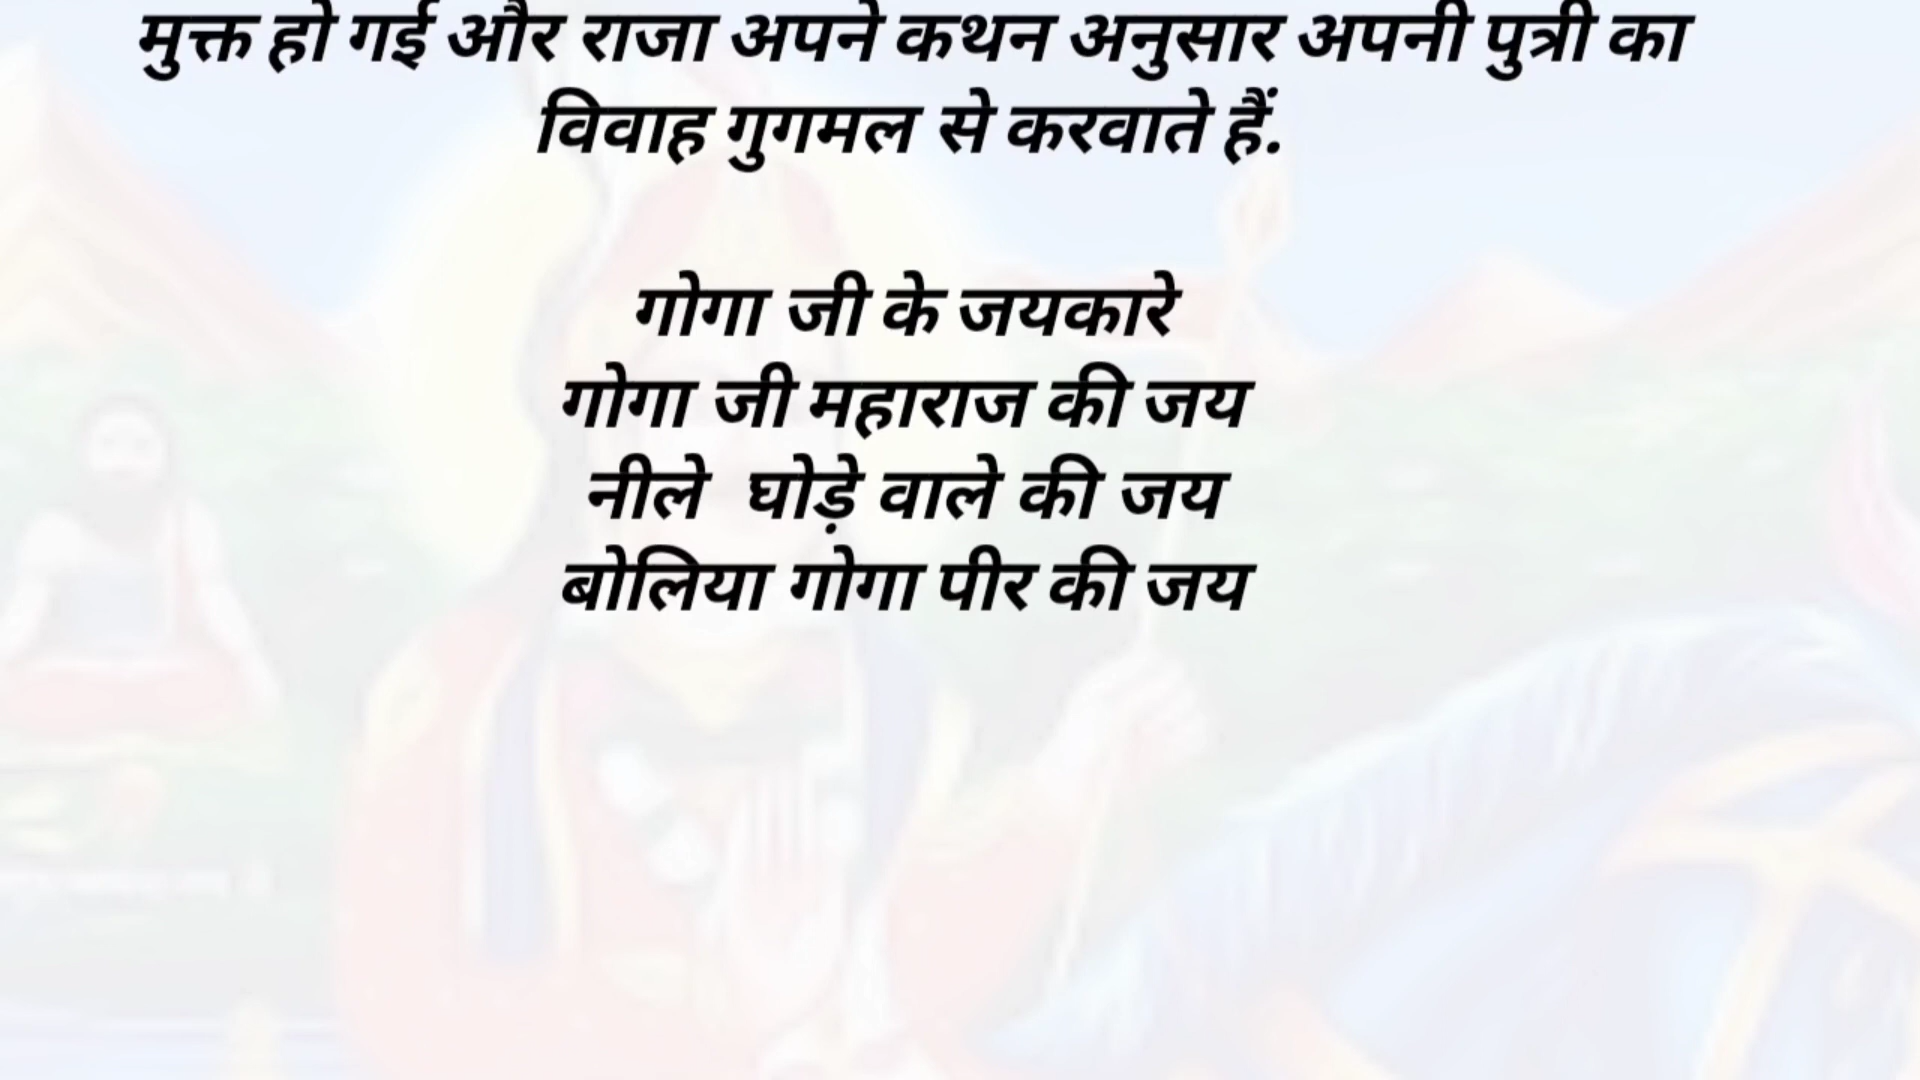 मुक्त हो गई और राजा अपने कथन अनुसार अपनी पुत्री का
विवाह गुगमल से करवाते हैं.
गोगा जी के जयकारे
गोगा जी महाराज की जय
नीले घोड़े वाले की जय
बोलिया गोगा पीर की जय